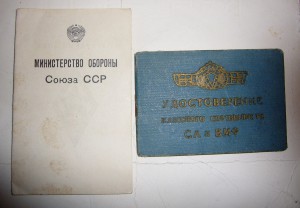 МИНИСТЕРСТВО ОБОРОНЫ
Союза ССР
УДОСТОВЕРЕНИЕ
КЛАССНОГО СПЕЦИАЛИСТА
СА и ВМФ